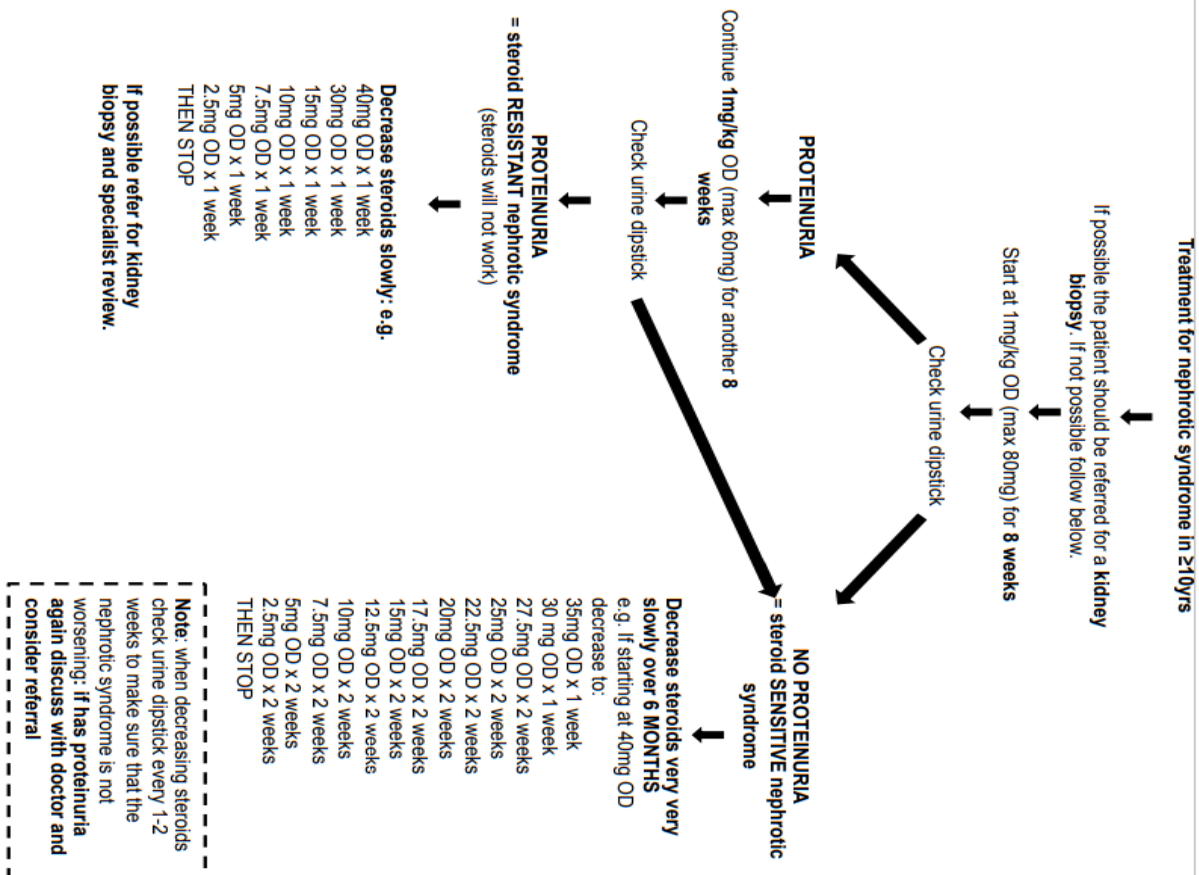 Treatment for nephrotic syndrome in ≥10yrs
If possible the patient should be referred for a kidney
biopsy. If not possible follow below.
Start at 1mg/kg OD (max 80mg) for 8 weeks
Check urine dipstick
PROTEINURIA
Continue 1mg/kg OD (max 60mg) for another 8
weeks
Check urine dipstick
PROTEINURIA
= steroid RESISTANT nephrotic syndrome
(steroids will not work)
Decrease steroids slowly: e.g.
40mg OD x 1 week
30mg OD x 1 week
15mg OD x 1 week
10mg OD x 1 week
7.5mg OD x 1 week
5mg OD x 1 week
2.5mg OD x 1 week
THEN STOP
If possible refer for kidney
biopsy and specialist review.
NO PROTEINURIA
= steroid SENSITIVE nephrotic
syndrome
Decrease steroids very very
slowly over 6 MONTHS
e.g. If starting at 40mg OD
decrease to:
35mg OD x 1 week
30 mg OD x 1 week
27.5mg OD x 2 weeks
25mg OD x 2 weeks
22.5mg OD x 2 weeks
20mg OD x 2 weeks
17.5mg OD x 2 weeks
15mg OD x 2 weeks
12.5mg OD x 2 weeks
10mg OD x 2 weeks
7.5mg OD x 2 weeks
5mg OD x 2 weeks
2.5mg OD x 2 weeks
THEN STOP
Note: when decreasing steroids
check urine dipstick every 1-2
weeks to make sure that the
nephrotic syndrome is not
worsening: if has proteinuria
again discuss with doctor and
consider referral